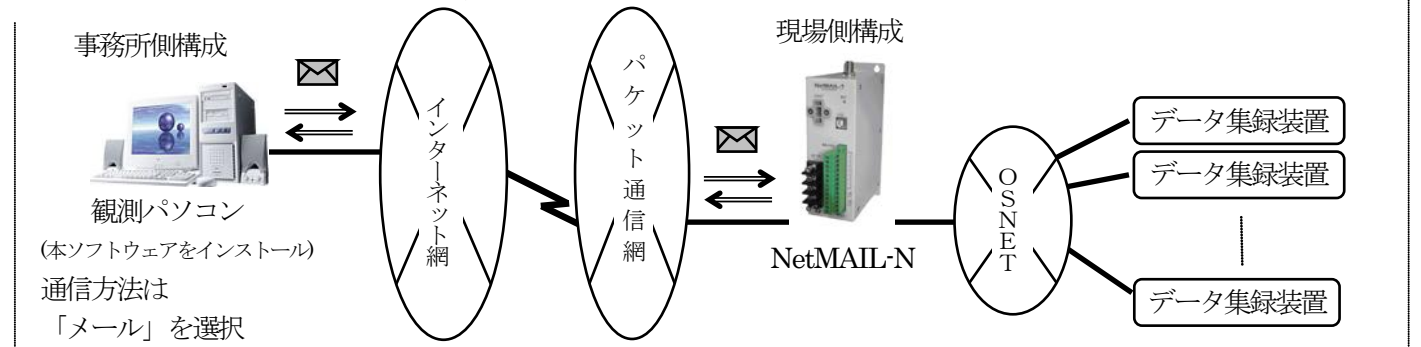 事務所側構成
観測パソコン
(本ソフトウェアをインストール)
通信方法は
「メール」を選択
インターネット網
パケット通信網
現場側構成
NetMAIL-N
NetMAIL-N
OSNET
データ集録装置
データ集録装置
データ集録装置